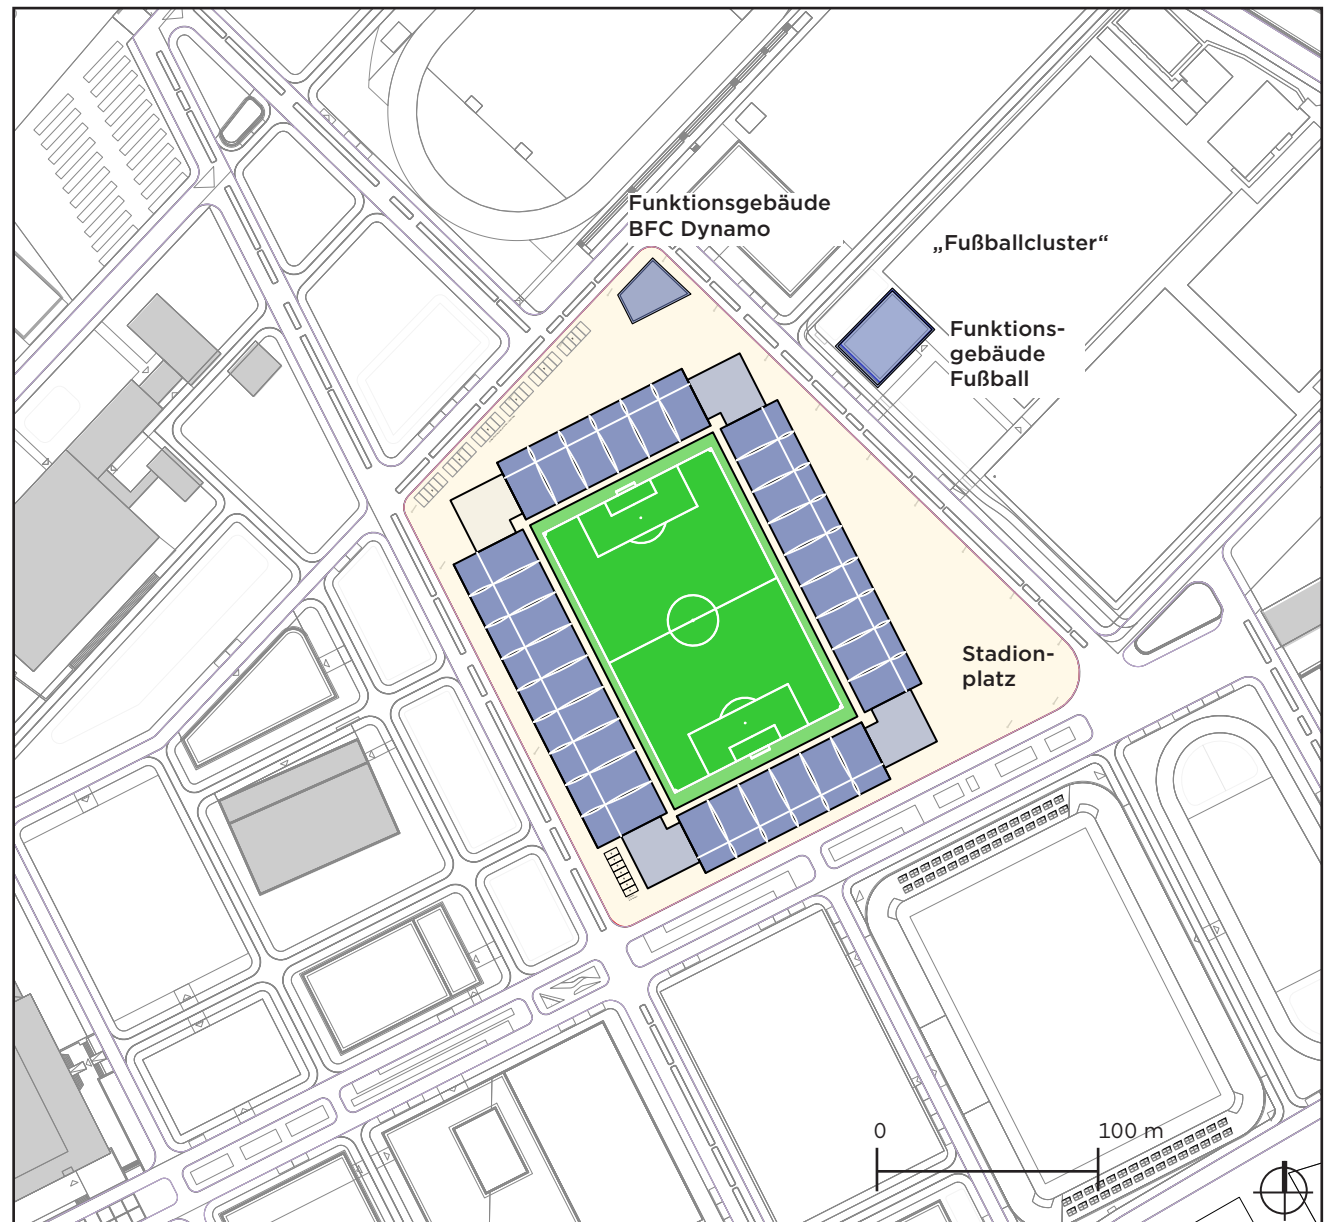 Funktionsgebäude
BFC Dynamo
„Fußballcluster“
Funktions-
gebäude
Fußball
Stadion-
platz
0
100 m